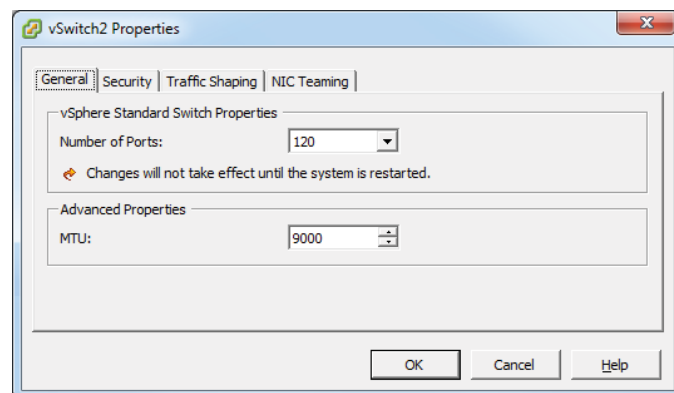 vSwitch2 Properties
General Security Traffic Shaping NIC Teaming
vSphere Standard Switch Properties
Number of Ports: 120
Changes will not take effect until the system is restarted.
Advanced Properties
MTU: 9000
OK Cancel Help